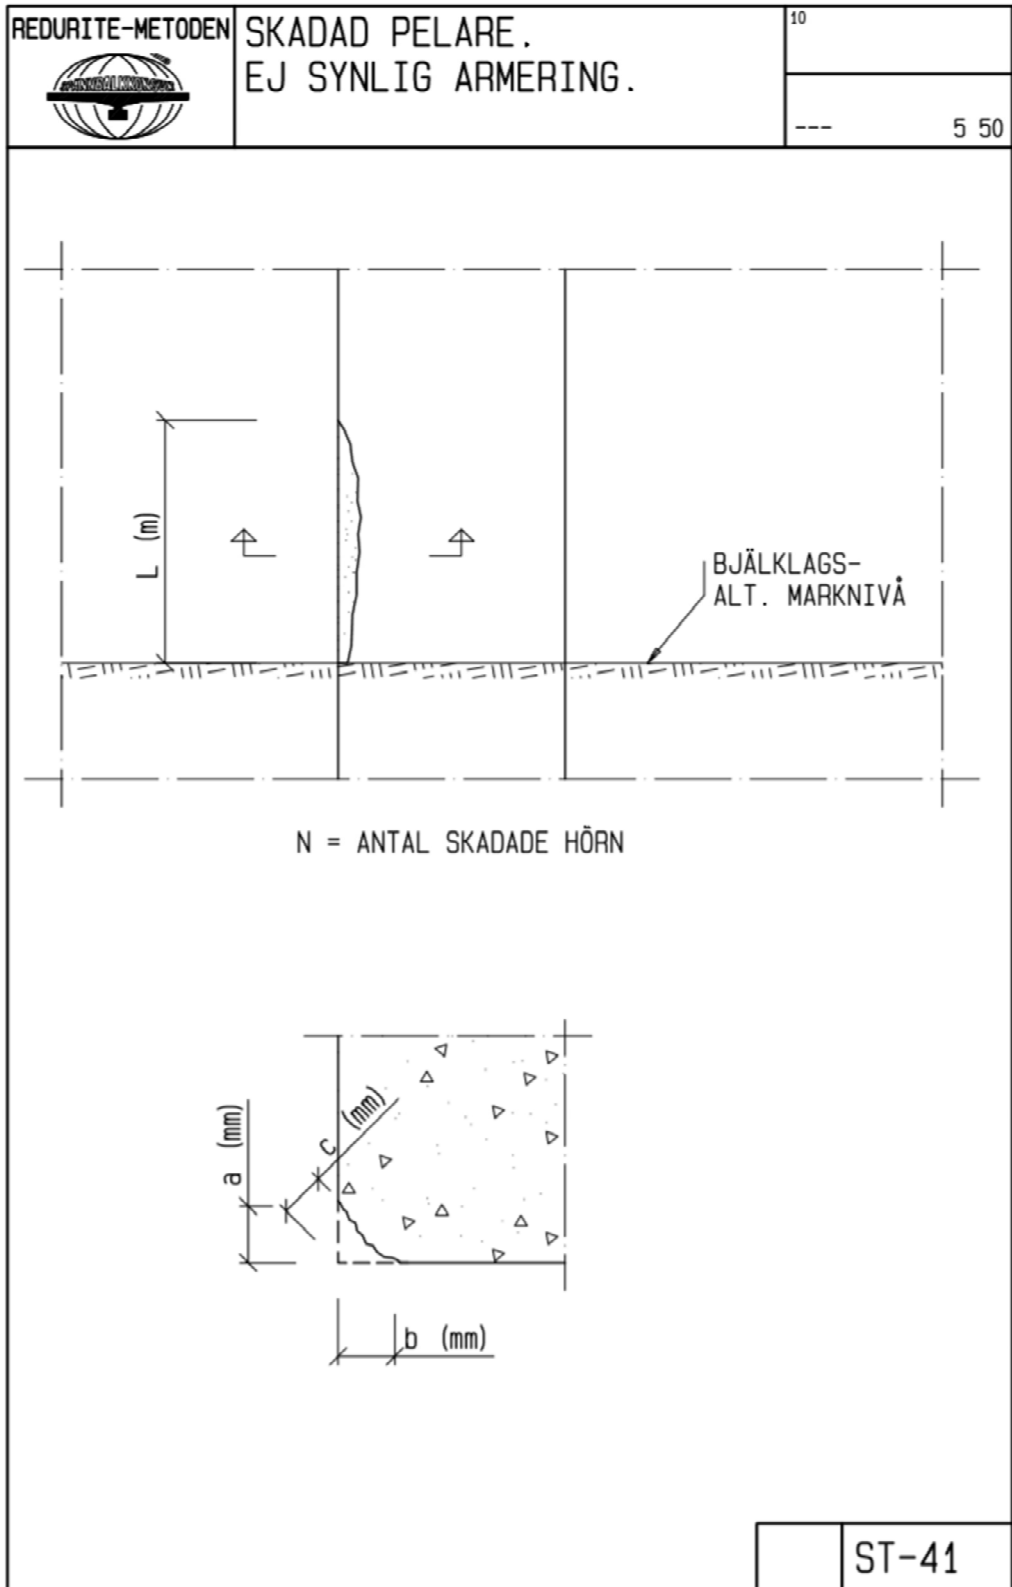 REDURITE-METODEN
SKADAD PELARE.
EJ SYNLIG ARMERING.
10
--- 5 50
L (m)
BJÄLKLAGS-
ALT. MARKNIVÅ
N = ANTAL SKADADE HÖRN
a (mm)
c (mm)
b (mm)
ST-41